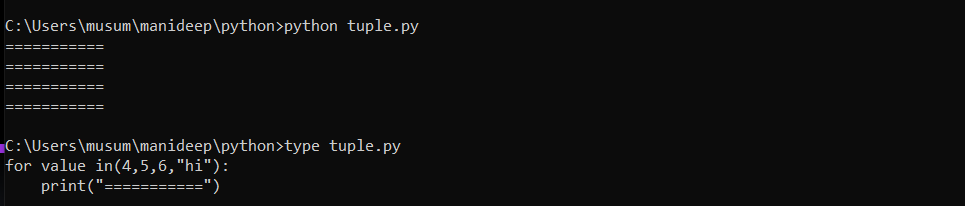 C:\Users\musum\manideep\python>python tuple.py
===========
===========
===========
===========
C:\Users\musum\manideep\python>type tuple.py
for value in(4,5,6,"hi"):
    print("===========")